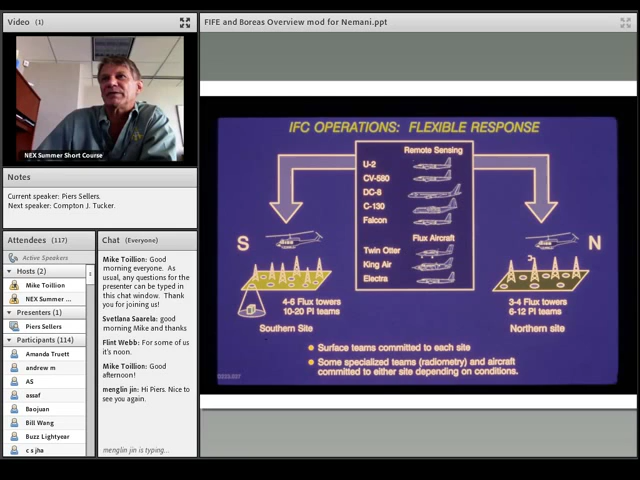 Video (1)
NEX Summer Short Course
Notes
Current speaker: Piers Sellers.
Next speaker: Compton J. Tucker.
Attendees (117)
Active Speakers
Hosts (2)
Mike Toillion
NEX Summer ...
Presenters (1)
Piers Sellers
Participants (114)
Amanda Truett
andrew m
AS
assaf
Baojuan
Bill Wang
Buzz Lightyear
c s jha
Chat (Everyone)
Mike Toillion: Good
morning everyone. As
usual, any questions for the
presenter can be typed in
this chat window. Thank
you for joining us!
Svetlana Saarela: good
morning Mike and thanks
Flint Webb: For some of
us it's noon.
Mike Toillion: Good
afternoon!
menglin jin: Hi Piers. Nice to
see you again.
menglin jin is typing...
FIFE and Boreas Overview mod for Nemani.ppt
IFC OPERATIONS: FLEXIBLE RESPONSE
Remote Sensing
U-2
CV-580
DC-8
C-130
Falcon
Flux Aircraft
Twin Otter
King Air
Electra
S
4-6 Flux towers
10-20 PI teams
Southern Site
N
3-4 Flux towers
6-12 PI teams
Northern site
Surface teams committed to each site
Some specialized teams (radiometry) and aircraft
committed to either site depending on conditions.